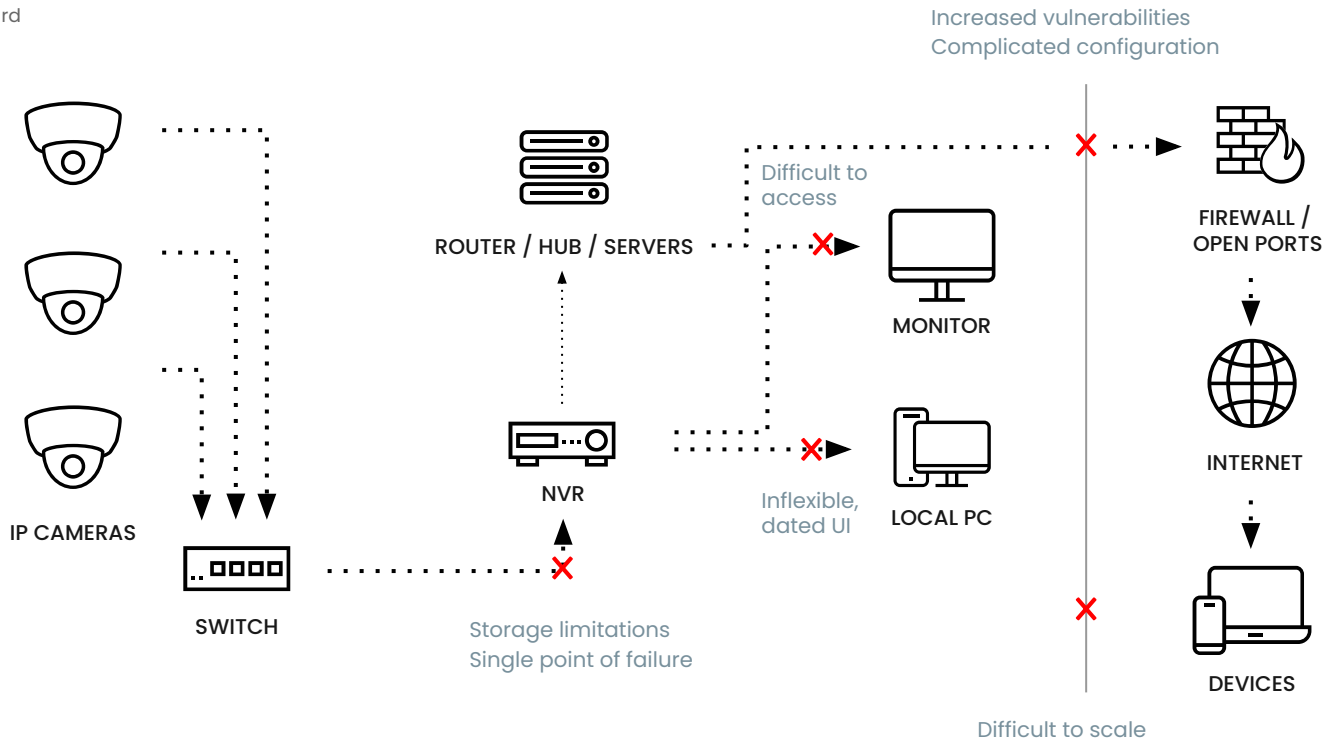 rd
Increased vulnerabilities
Complicated configuration
Difficult to
access
ROUTER / HUB / SERVERS
FIREWALL /
OPEN PORTS
MONITOR
INTERNET
NVR
Inflexible,
dated UI
LOCAL PC
IP CAMERAS
SWITCH
Storage limitations
Single point of failure
DEVICES
Difficult to scale